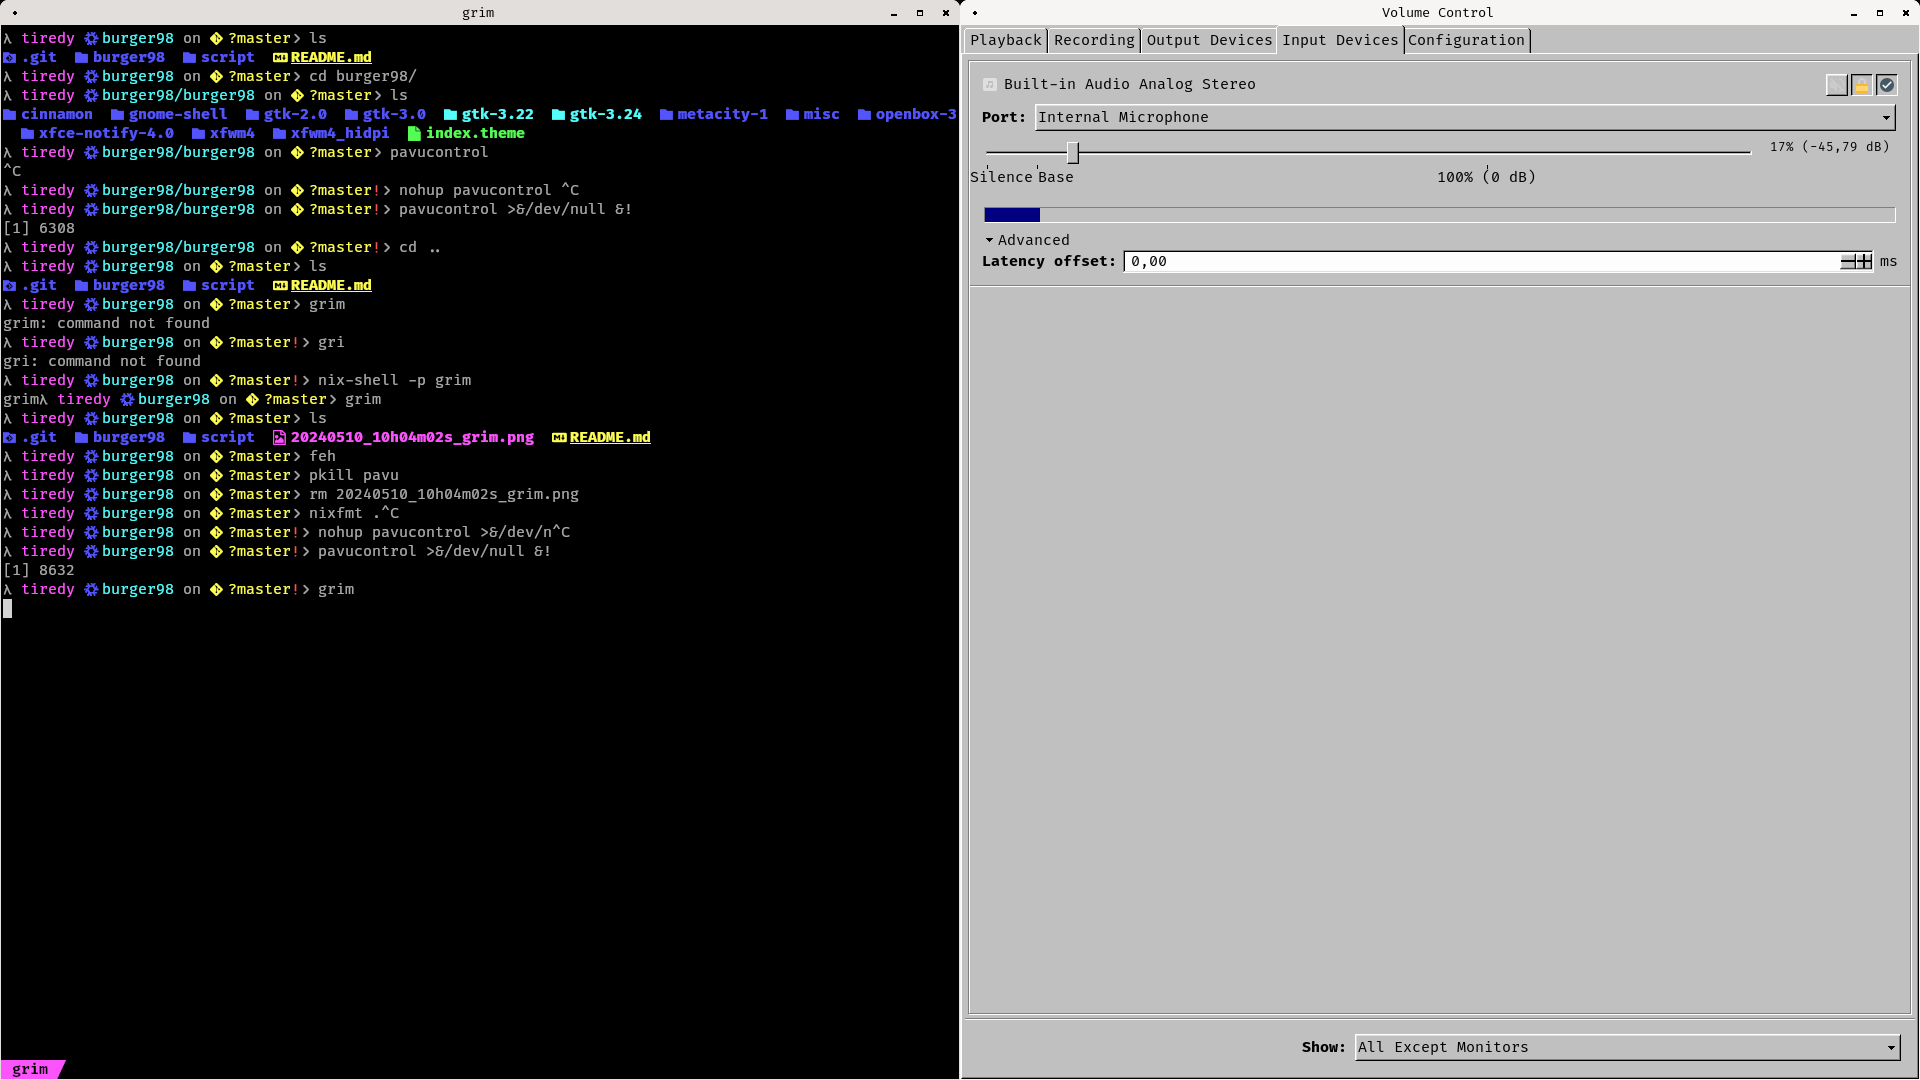 grim
λ tiredy burger98 on ?master> ls
.git burger98 script README.md
λ tiredy burger98 on ?master> cd burger98/
λ tiredy burger98/burger98 on ?master> ls
cinnamon gnome-shell gtk-2.0 gtk-3.0 gtk-3.22 gtk-3.24 metacity-1 misc openbox-3
xfce-notify-4.0 xfwm4 xfwm4_hidpi index.theme
λ tiredy burger98/burger98 on ?master> pavucontrol
^C
λ tiredy burger98/burger98 on ?master!> nohup pavucontrol ^C
λ tiredy burger98/burger98 on ?master!> pavucontrol >&/dev/null &!
[1] 6308
λ tiredy burger98/burger98 on ?master!> cd ..
λ tiredy burger98 on ?master> ls
.git burger98 script README.md
λ tiredy burger98 on ?master> grim
grim: command not found
λ tiredy burger98 on ?master!> gri
gri: command not found
λ tiredy burger98 on ?master!> nix-shell -p grim
grimλ tiredy burger98 on ?master> grim
λ tiredy burger98 on ?master> ls
.git burger98 script 20240510_10h04m02s_grim.png README.md
λ tiredy burger98 on ?master> feh
λ tiredy burger98 on ?master> pkill pavu
λ tiredy burger98 on ?master> rm 20240510_10h04m02s_grim.png
λ tiredy burger98 on ?master> nixfmt .^C
λ tiredy burger98 on ?master!> nohup pavucontrol >&/dev/n^C
λ tiredy burger98 on ?master!> pavucontrol >&/dev/null &!
[1] 8632
λ tiredy burger98 on ?master!> grim
grim
Volume Control
Playback Recording Output Devices Input Devices Configuration
Built-in Audio Analog Stereo
Port: Internal Microphone
17% (-45,79 dB)
Silence Base 100% (0 dB)
Advanced
Latency offset: 0,00 ms
Show: All Except Monitors